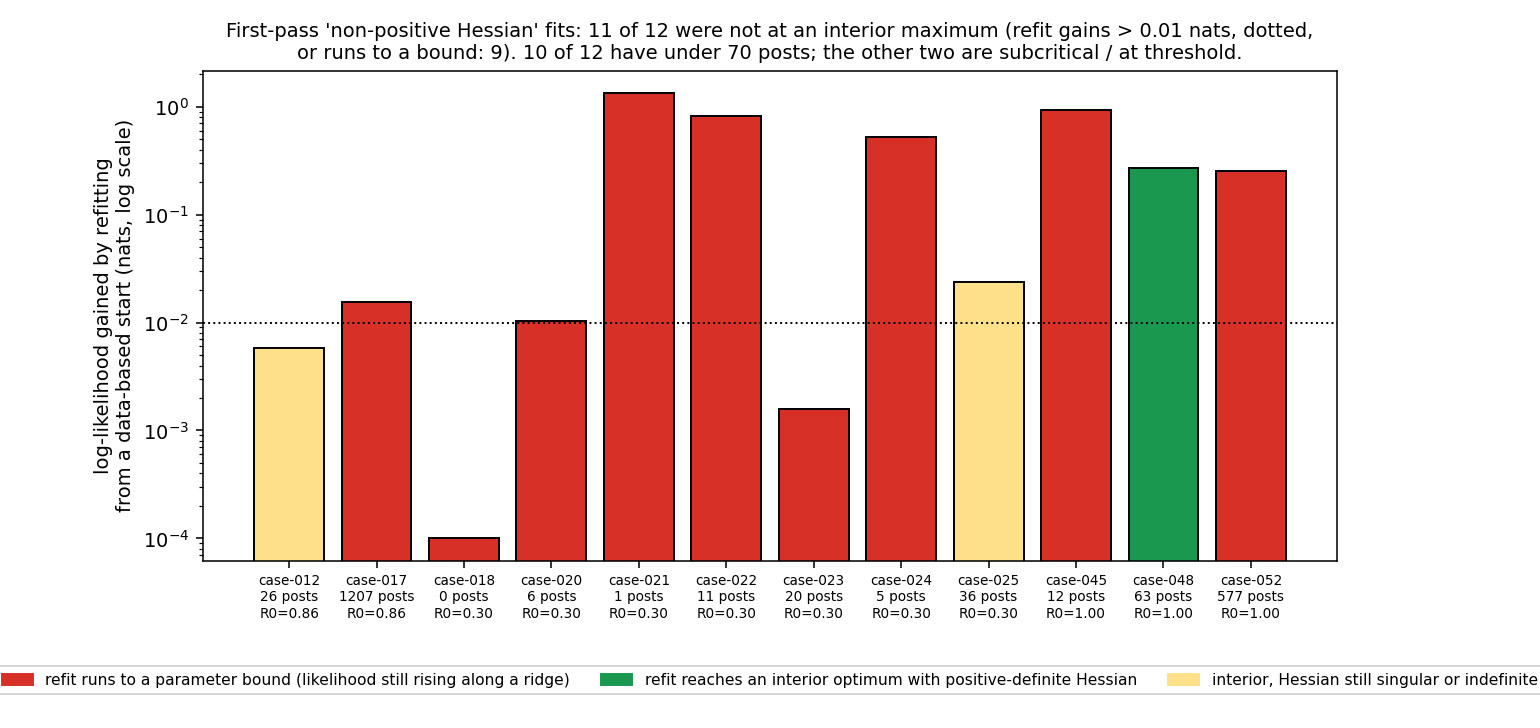 First-pass 'non-positive Hessian' fits: 11 of 12 were not at an interior maximum (refit gains > 0.01 nats, dotted,
or runs to a bound: 9). 10 of 12 have under 70 posts; the other two are subcritical / at threshold.
log-likelihood gained by refitting
from a data-based start (nats, log scale)
10⁰
10⁻¹
10⁻²
10⁻³
10⁻⁴
case-012 case-017 case-018 case-020 case-021 case-022 case-023 case-024 case-025 case-045 case-048 case-052
26 posts 1207 posts 0 posts 6 posts 1 posts 11 posts 20 posts 5 posts 36 posts 12 posts 63 posts 577 posts
R0=0.86 R0=0.86 R0=0.30 R0=0.30 R0=0.30 R0=0.30 R0=0.30 R0=0.30 R0=0.30 R0=1.00 R0=1.00 R0=1.00
refit runs to a parameter bound (likelihood still rising along a ridge) refit reaches an interior optimum with positive-definite Hessian interior, Hessian still singular or indefinite